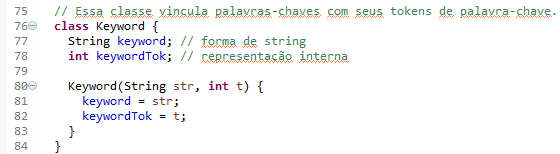 75 // Essa classe vincula palavras-chaves com seus tokens de palavra-chave.
76 class Keyword {
77 String keyword; // forma de string
78 int keywordTok; // representação interna
79
80 Keyword(String str, int t) {
81 keyword = str;
82 keywordTok = t;
83 }
84 }